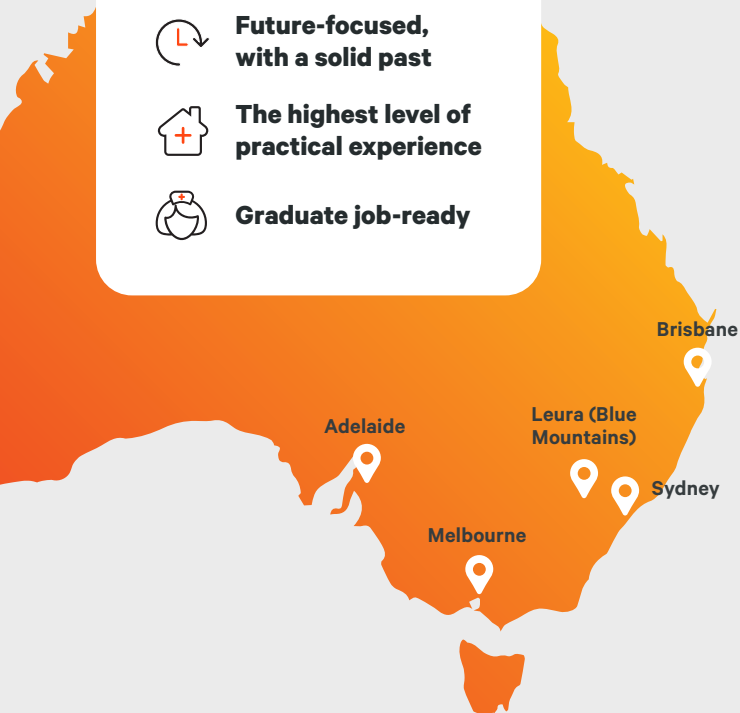 Future-focused,
with a solid past
The highest level of
practical experience
Graduate job-ready
Brisbane
Leura (Blue
Mountains)
Adelaide
Sydney
Melbourne